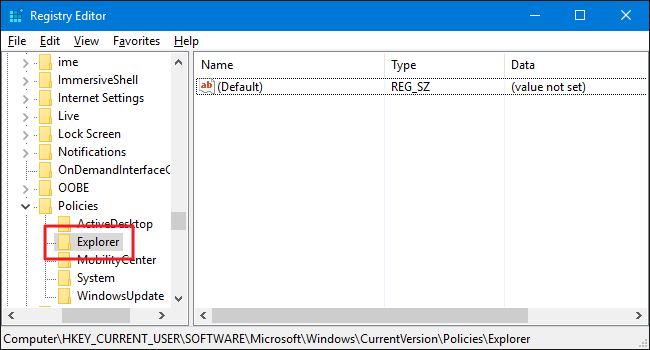 Registry Editor
File Edit View Favorites Help
ime
ImmersiveShell
Internet Settings
Live
Lock Screen
Notifications
OnDemandInterfaceC
OOBE
Policies
ActiveDesktop
Explorer
MobilityCenter
System
WindowsUpdate
Name Type Data
ab (Default) REG_SZ (value not set)
Computer\HKEY_CURRENT_USER\SOFTWARE\Microsoft\Windows\CurrentVersion\Policies\Explorer